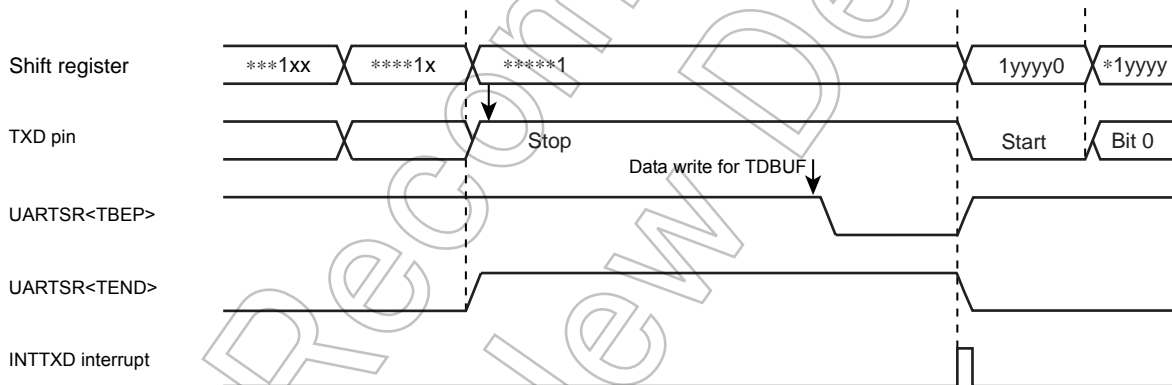 Shift register ***1xx ****1x *****1 1yyyy0 *1yyyy
TXD pin Stop Start Bit 0
Data write for TDBUF
UARTSR<TBEP>
UARTSR<TEND>
INTTXD interrupt